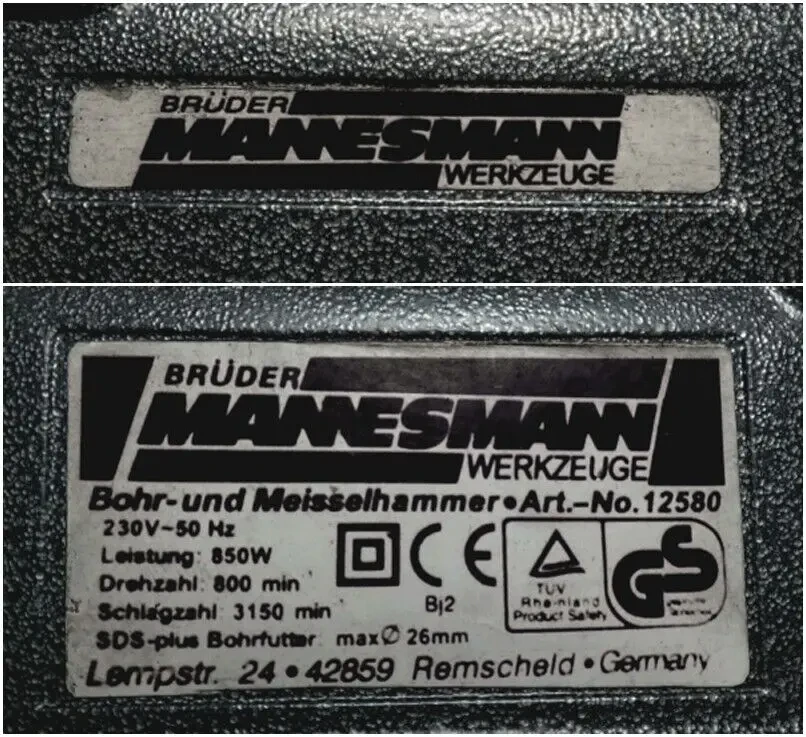 BRÜDER
MANNESMANN
WERKZEUGE
BRÜDER
MANNESMANN
WERKZEUGE
Bohr- und Meisselhammer • Art.-No. 12580
230V~50 Hz
Leistung: 850W
Drehzahl: 800 min
Schlagzahl: 3150 min
SDS-plus Bohrfutter: max Ø 26mm
Lempstr. 24 • 42859 Remscheld • Germany
CE
Bj2
TÜV
Rheinland
Product Safety
GS